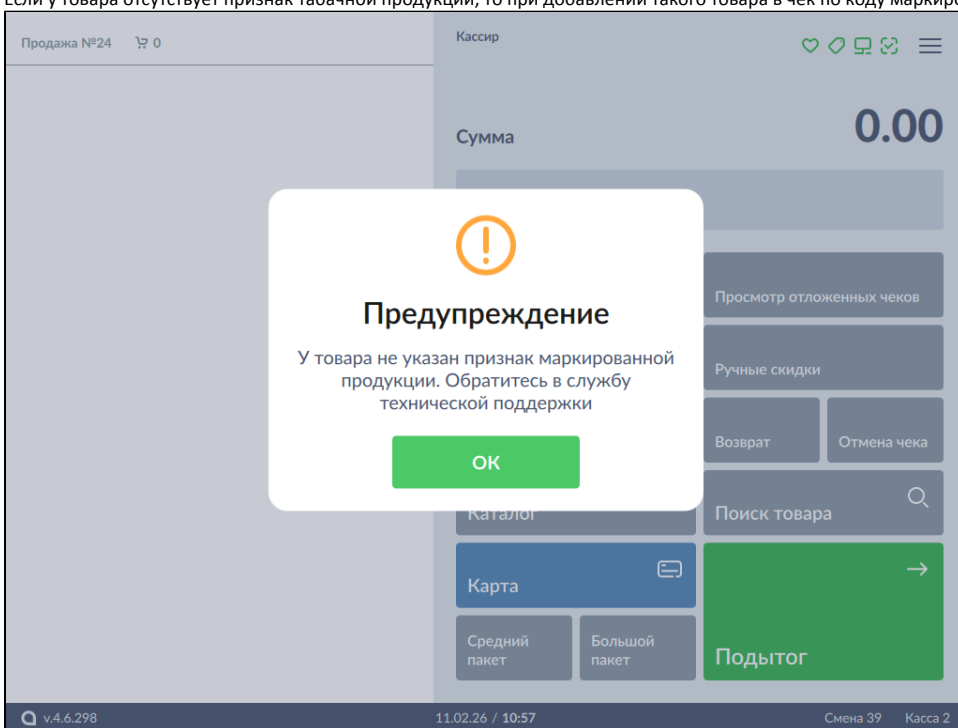 Если у товара отсутствует признак табачной продукции, то при добавлении такого товара в чек по коду маркиро
Продажа №24 0
Кассир
Сумма
0.00
Предупреждение
У товара не указан признак маркированной
продукции. Обратитесь в службу
технической поддержки
ОК
Просмотр отложенных чеков
Ручные скидки
Возврат
Отмена чека
Каталог
Поиск товара
Карта
Средний
пакет
Большой
пакет
Подытог
v.4.6.298
11.02.26 / 10:57
Смена 39 Касса 2